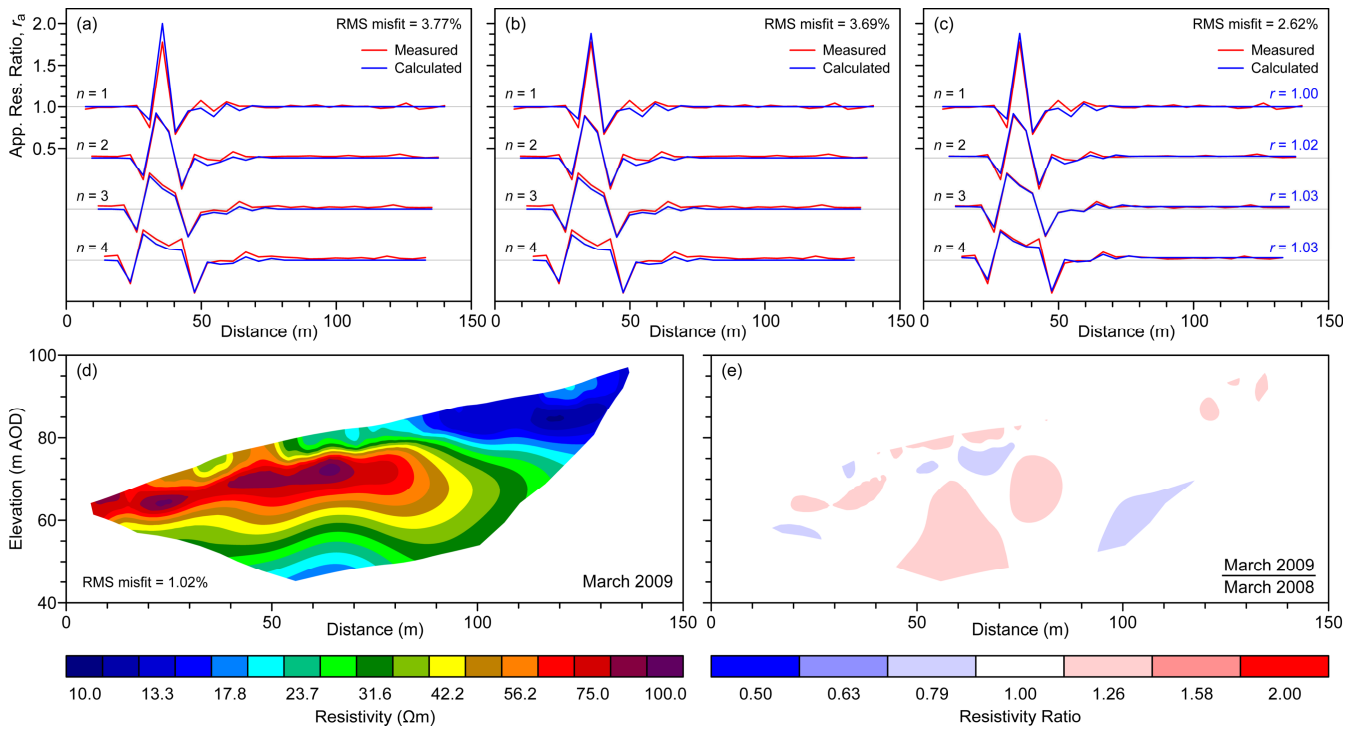 (a)
RMS misfit = 3.77%
Measured
Calculated
n = 1
n = 2
n = 3
n = 4
App. Res. Ratio, ra
2.0
1.5
1.0
0.5
0 50 100 150
Distance (m)
(b)
RMS misfit = 3.69%
Measured
Calculated
n = 1
n = 2
n = 3
n = 4
0 50 100 150
Distance (m)
(c)
RMS misfit = 2.62%
Measured
Calculated
n = 1 r = 1.00
n = 2 r = 1.02
n = 3 r = 1.03
n = 4 r = 1.03
0 50 100 150
Distance (m)
(d)
Elevation (m AOD)
100
80
60
40
RMS misfit = 1.02%
March 2009
0 50 100 150
Distance (m)
(e)
March 2009
March 2008
0 50 100 150
Distance (m)
10.0 13.3 17.8 23.7 31.6 42.2 56.2 75.0 100.0
Resistivity (Ωm)
0.50 0.63 0.79 1.00 1.26 1.58 2.00
Resistivity Ratio